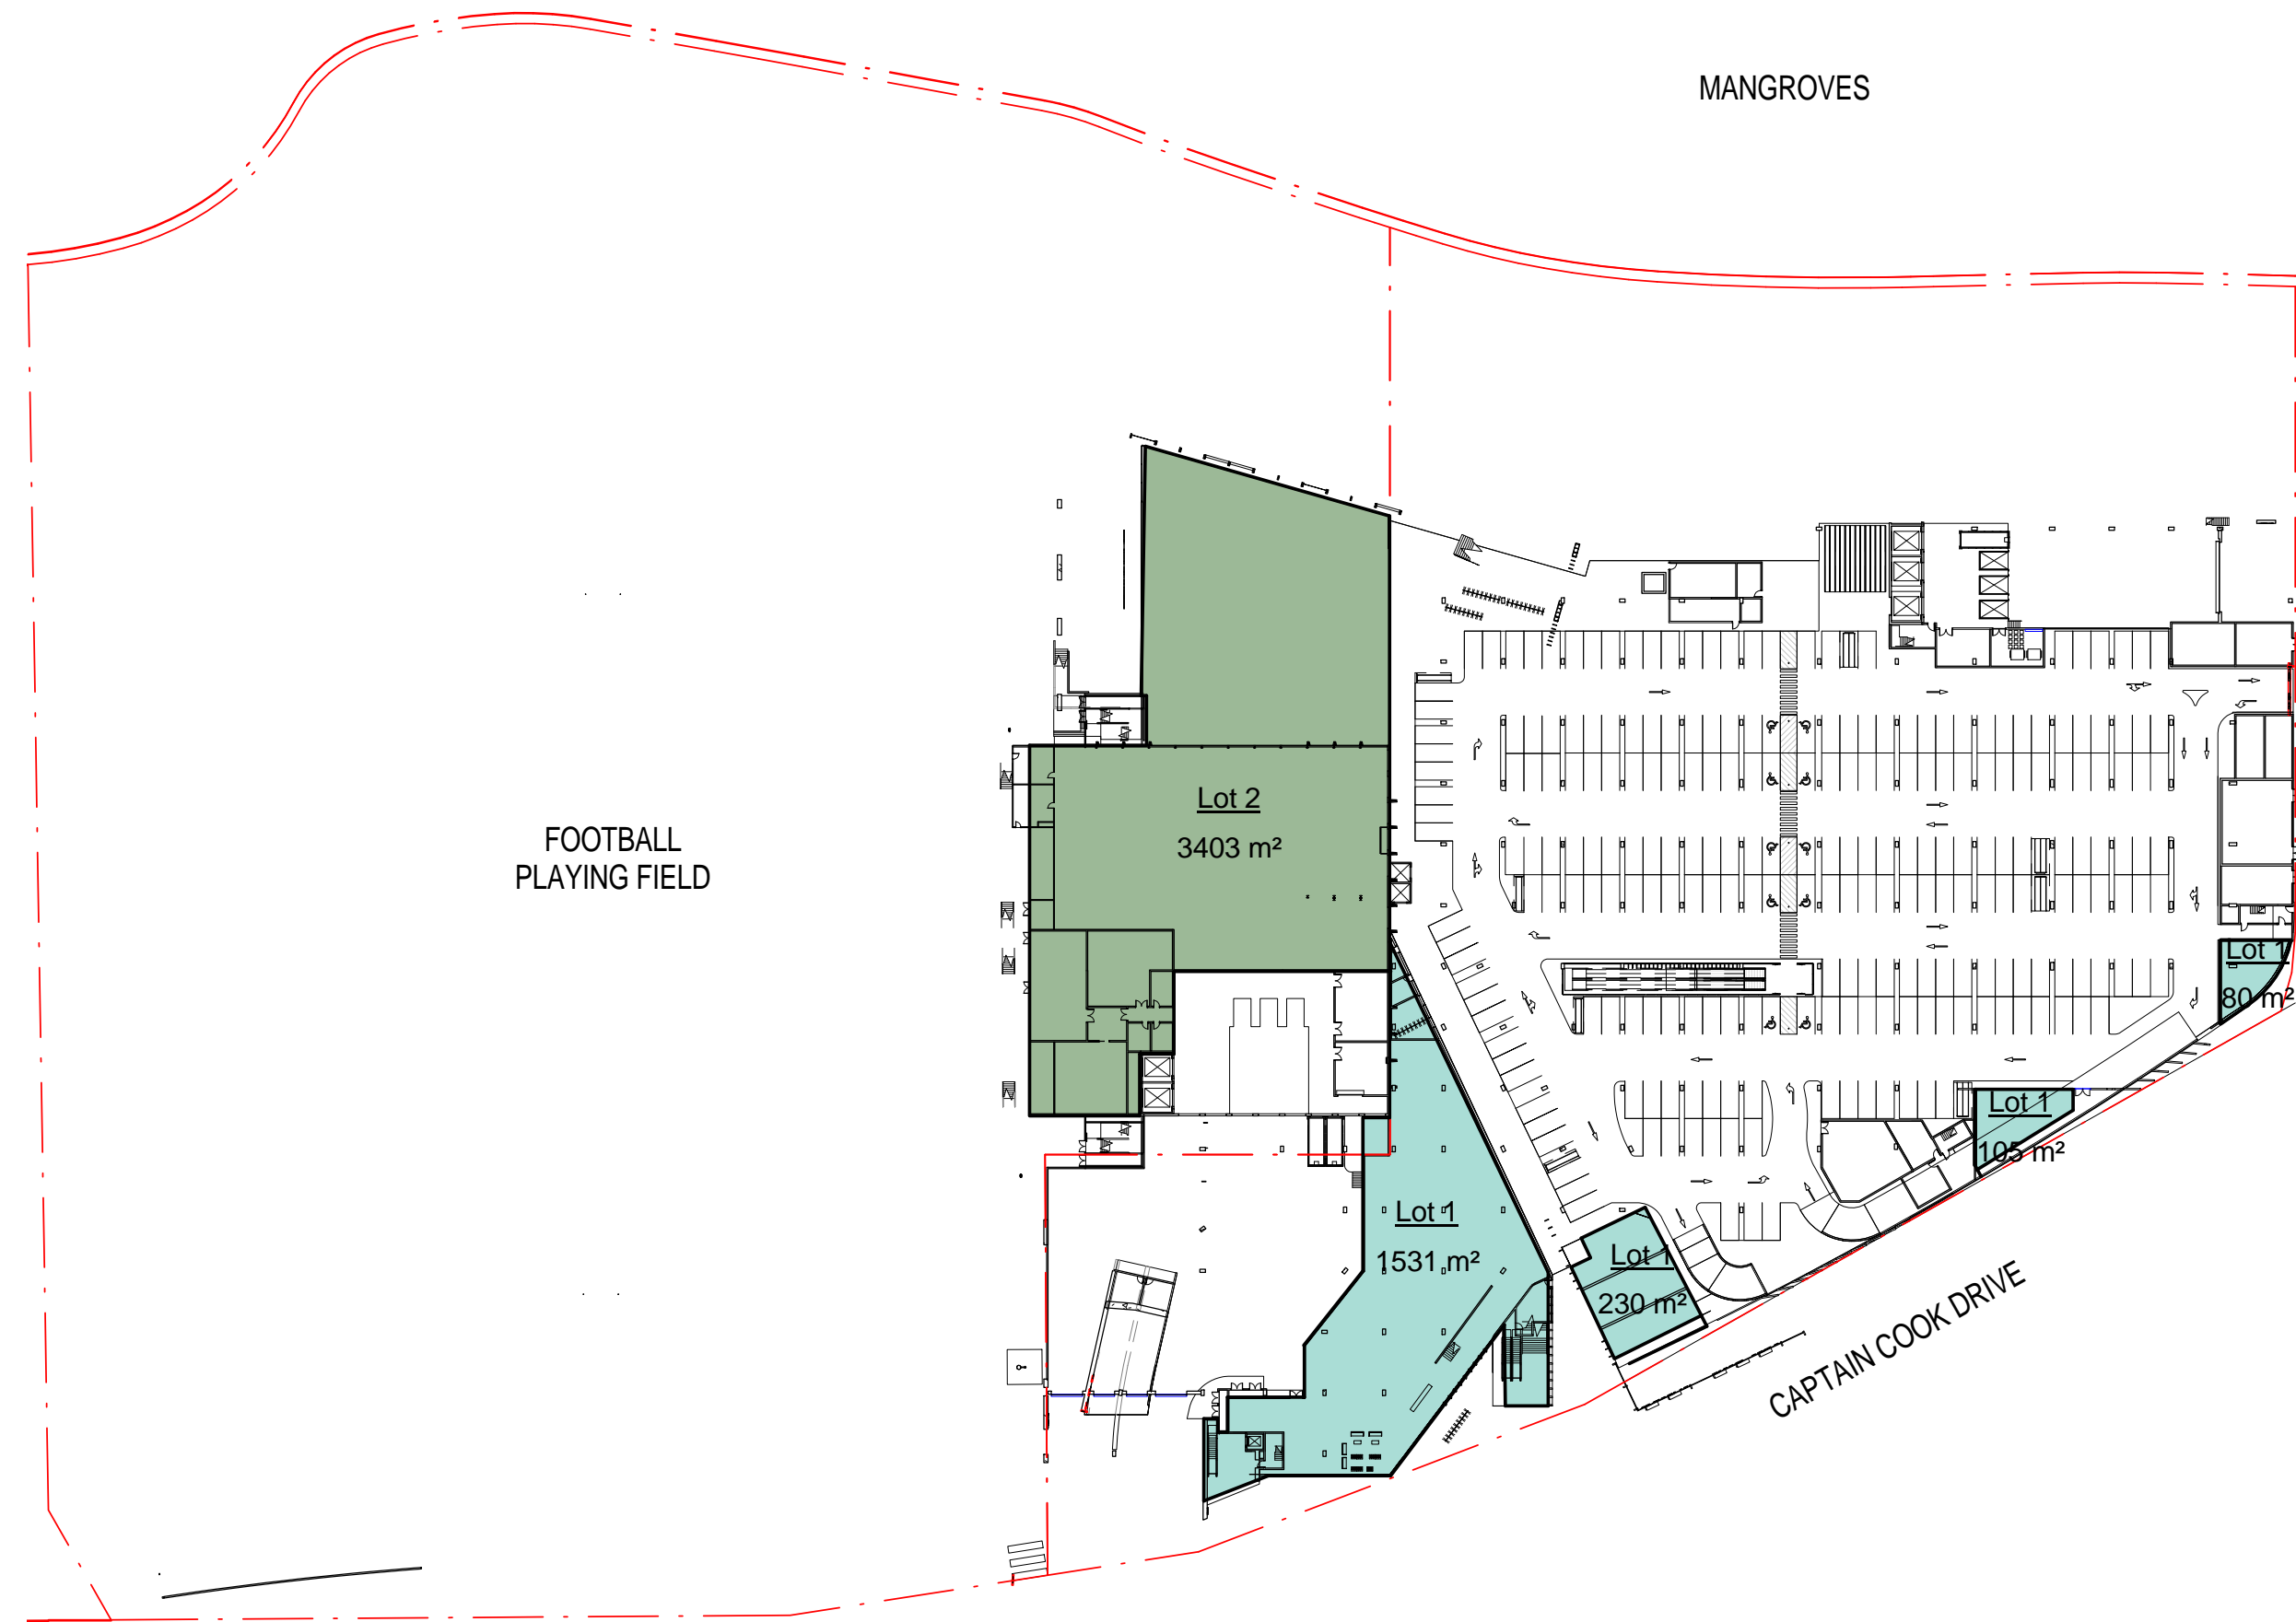 MANGROVES
FOOTBALL
PLAYING FIELD
Lot 2
3403 m²
Lot 1
80 m²
Lot 1
105 m²
Lot 1
1531 m²
Lot 1
230 m²
CAPTAIN COOK DRIVE